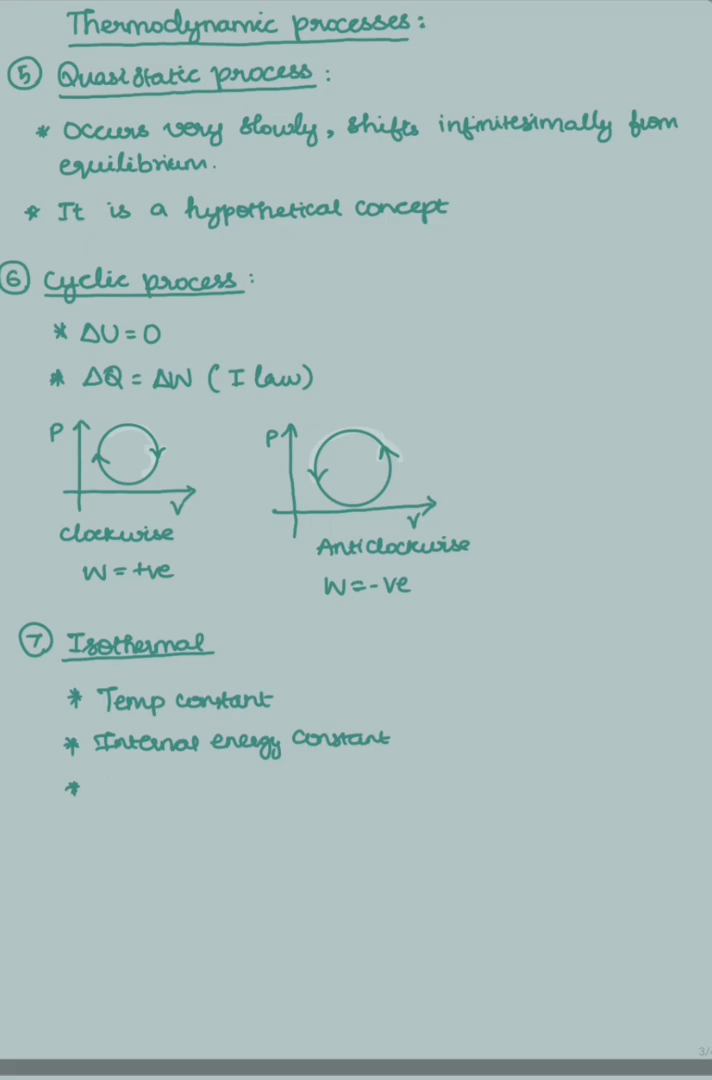 Thermodynamic processes:
⑤ Quasi static process:
* Occurs very slowly, shifts infinitesimally from
equilibrium.
* It is a hypothetical concept
⑥ Cyclic process:
* ΔU = 0
* ΔQ = ΔW (I law)
P P
V V
Clockwise Anticlockwise
W = +ve W = -ve
⑦ Isothermal
* Temp constant
* Internal energy constant
*